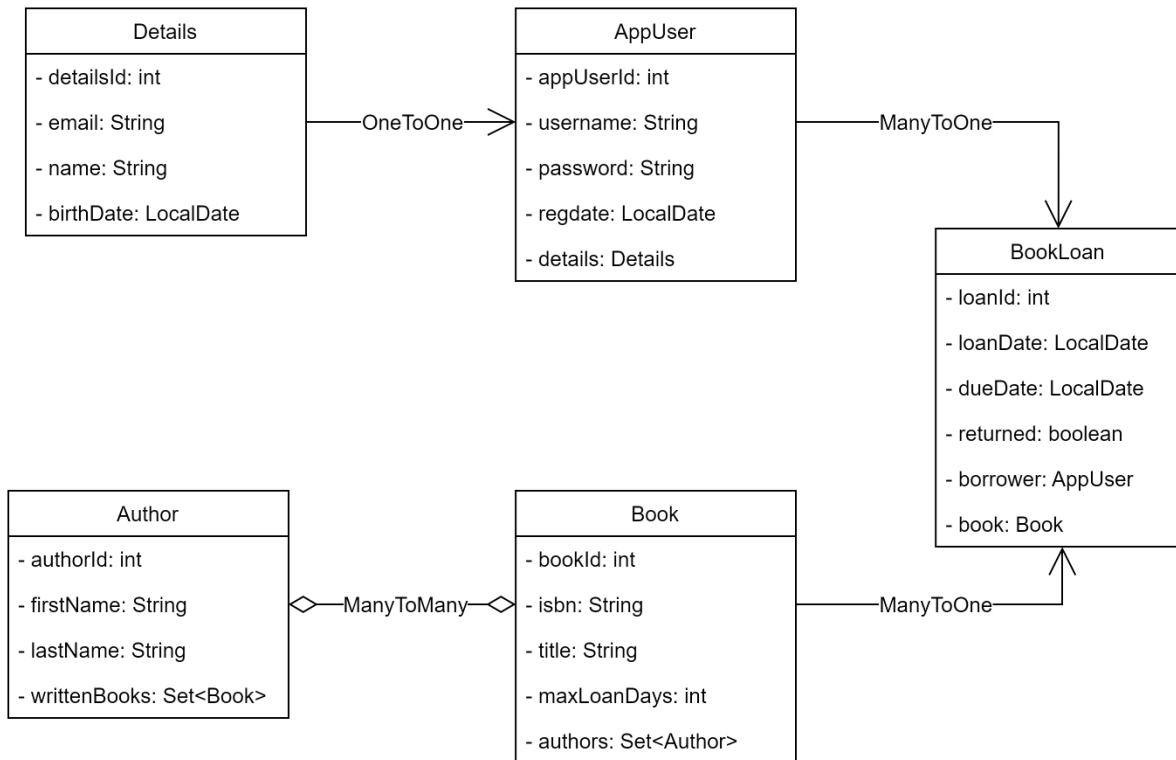 Details
- detailsId: int
- email: String
- name: String
- birthDate: LocalDate
OneToOne
AppUser
- appUserId: int
- username: String
- password: String
- regdate: LocalDate
- details: Details
ManyToOne
BookLoan
- loanId: int
- loanDate: LocalDate
- dueDate: LocalDate
- returned: boolean
- borrower: AppUser
- book: Book
Author
- authorId: int
- firstName: String
- lastName: String
- writtenBooks: Set<Book>
ManyToMany
Book
- bookId: int
- isbn: String
- title: String
- maxLoanDays: int
- authors: Set<Author>
ManyToOne